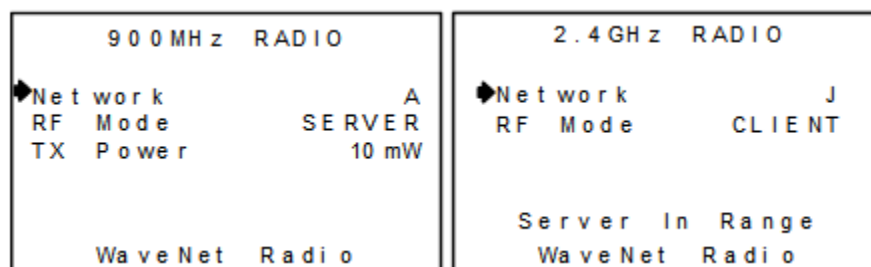 900MHz RADIO
Network A
RF Mode SERVER
TX Power 10 mW
WaveNet Radio
2.4GHz RADIO
Network J
RF Mode CLIENT
Server In Range
WaveNet Radio